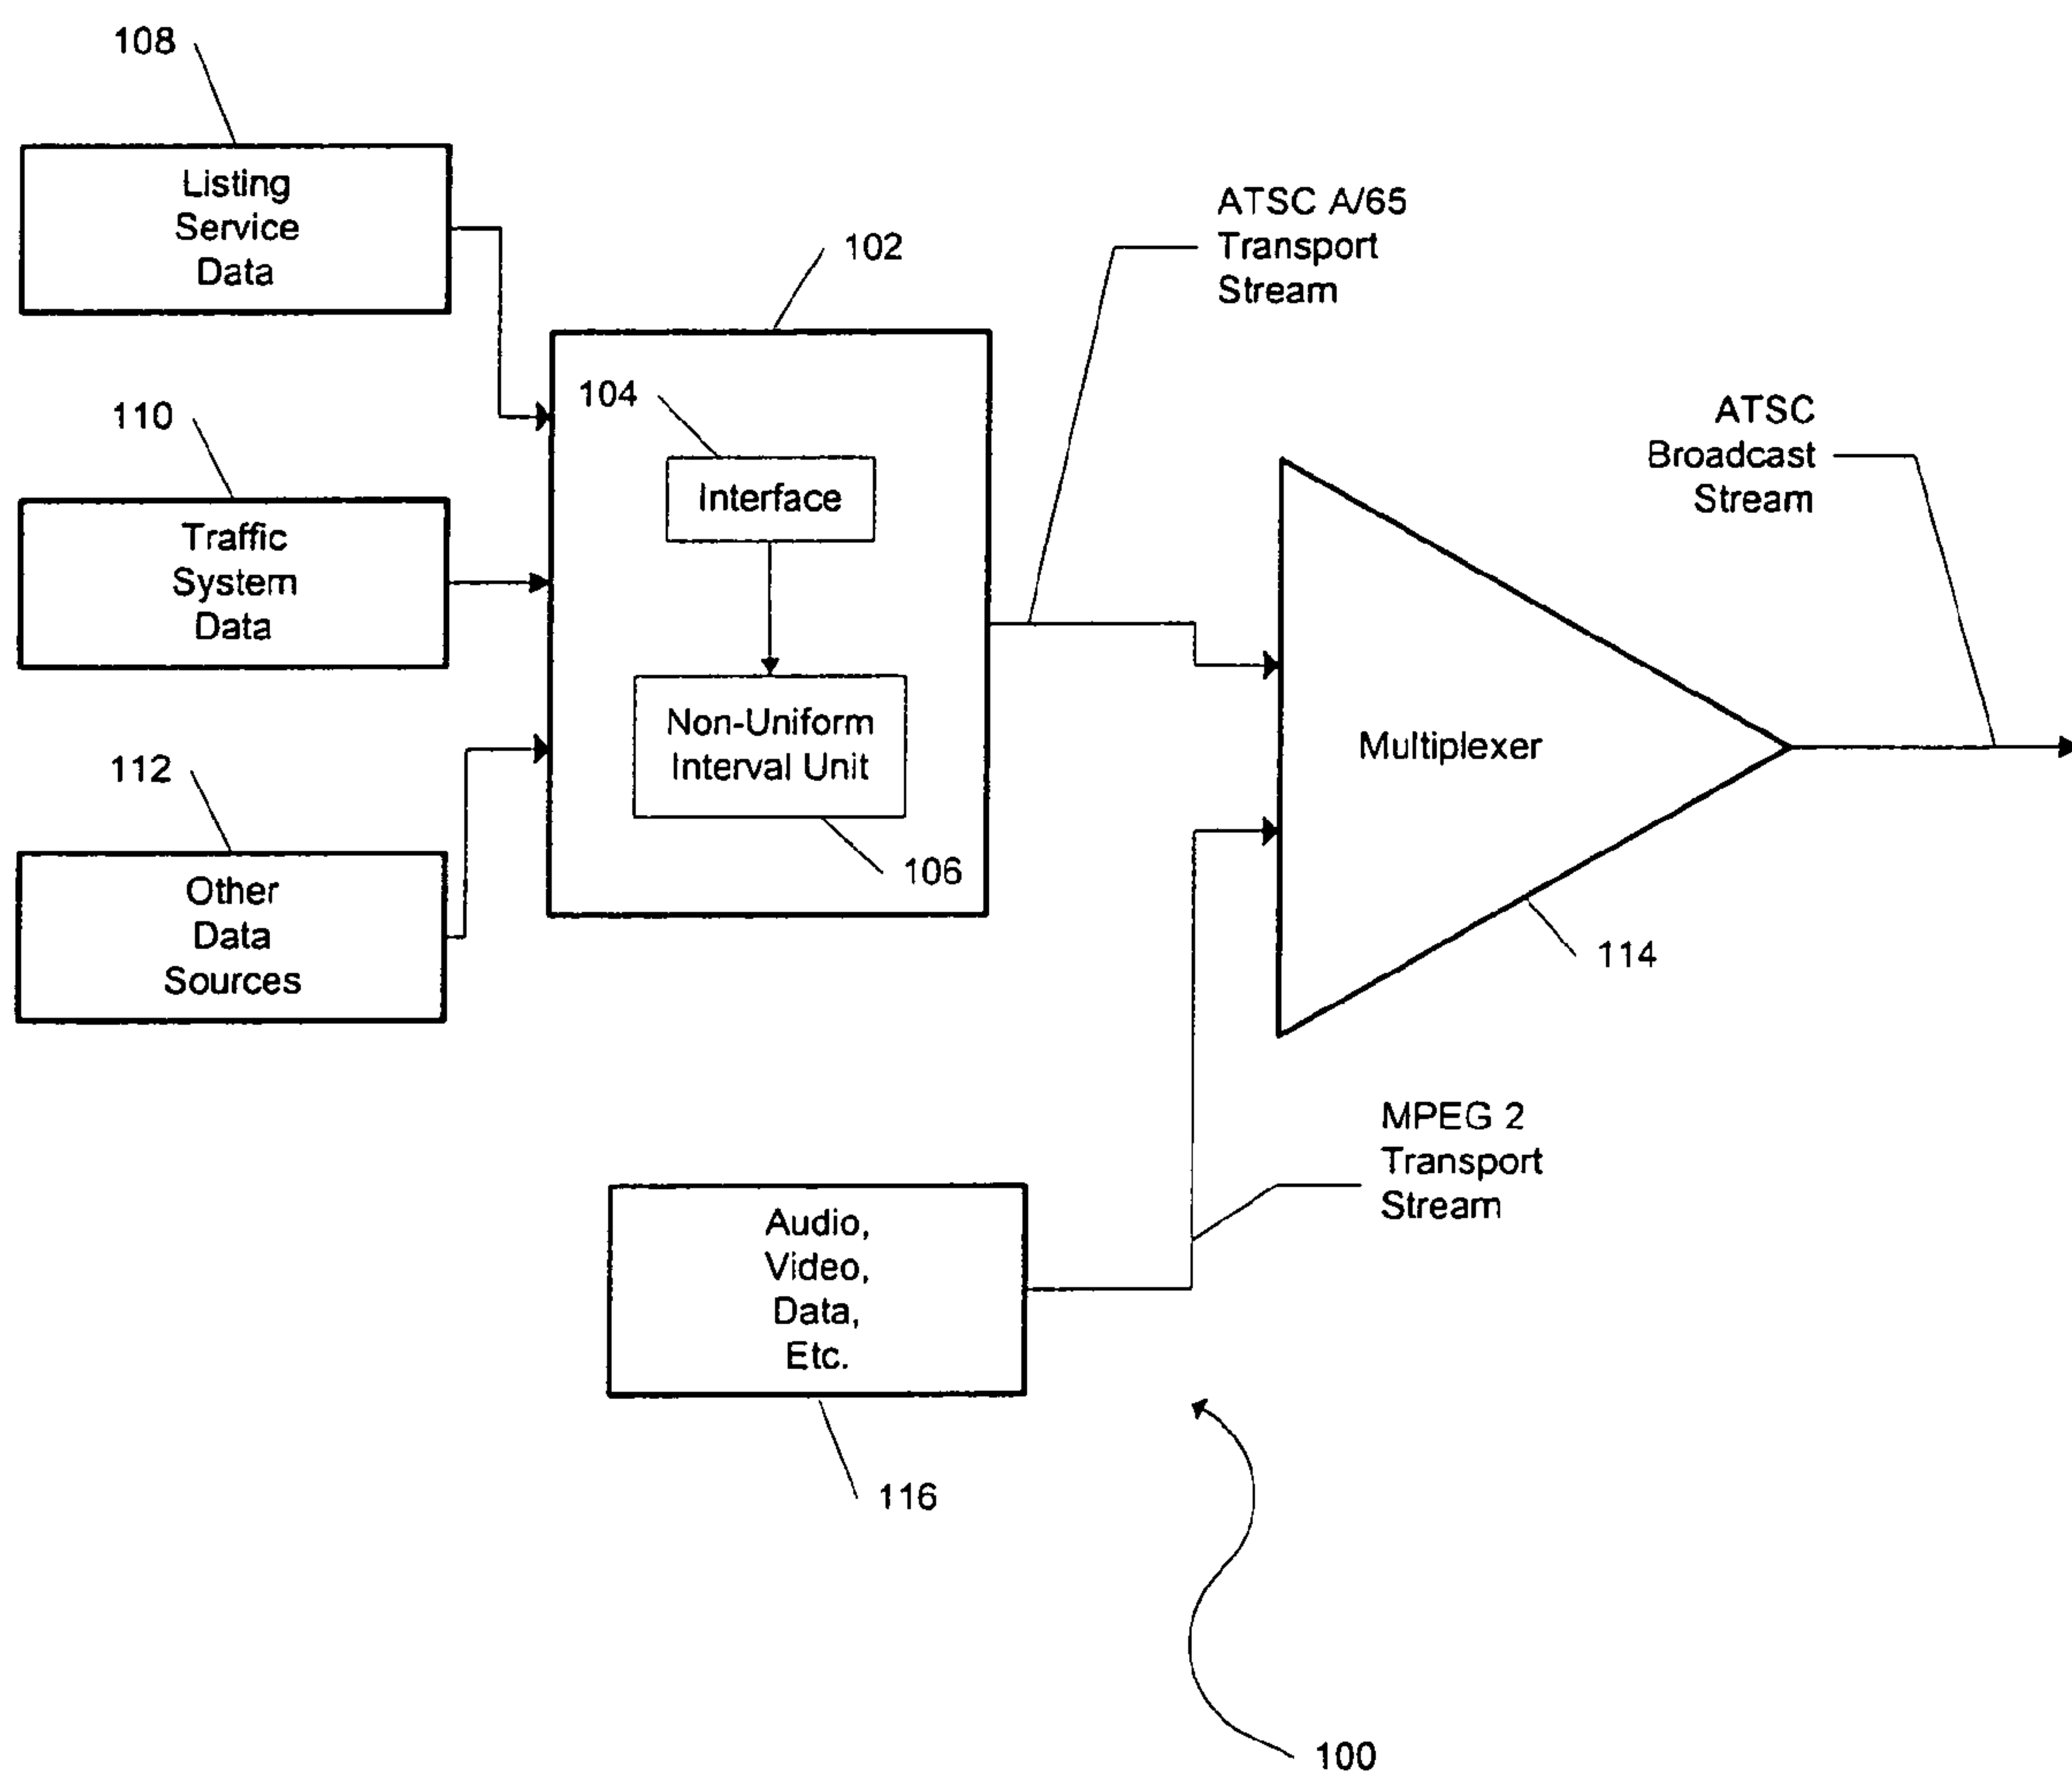 108
Listing
Service
Data
110
Traffic
System
Data
112
Other
Data
Sources
102
104
Interface
Non-Uniform
Interval Unit
106
ATSC A/65
Transport
Stream
ATSC
Broadcast
Stream
Multiplexer
114
MPEG 2
Transport
Stream
Audio,
Video,
Data,
Etc.
116
100